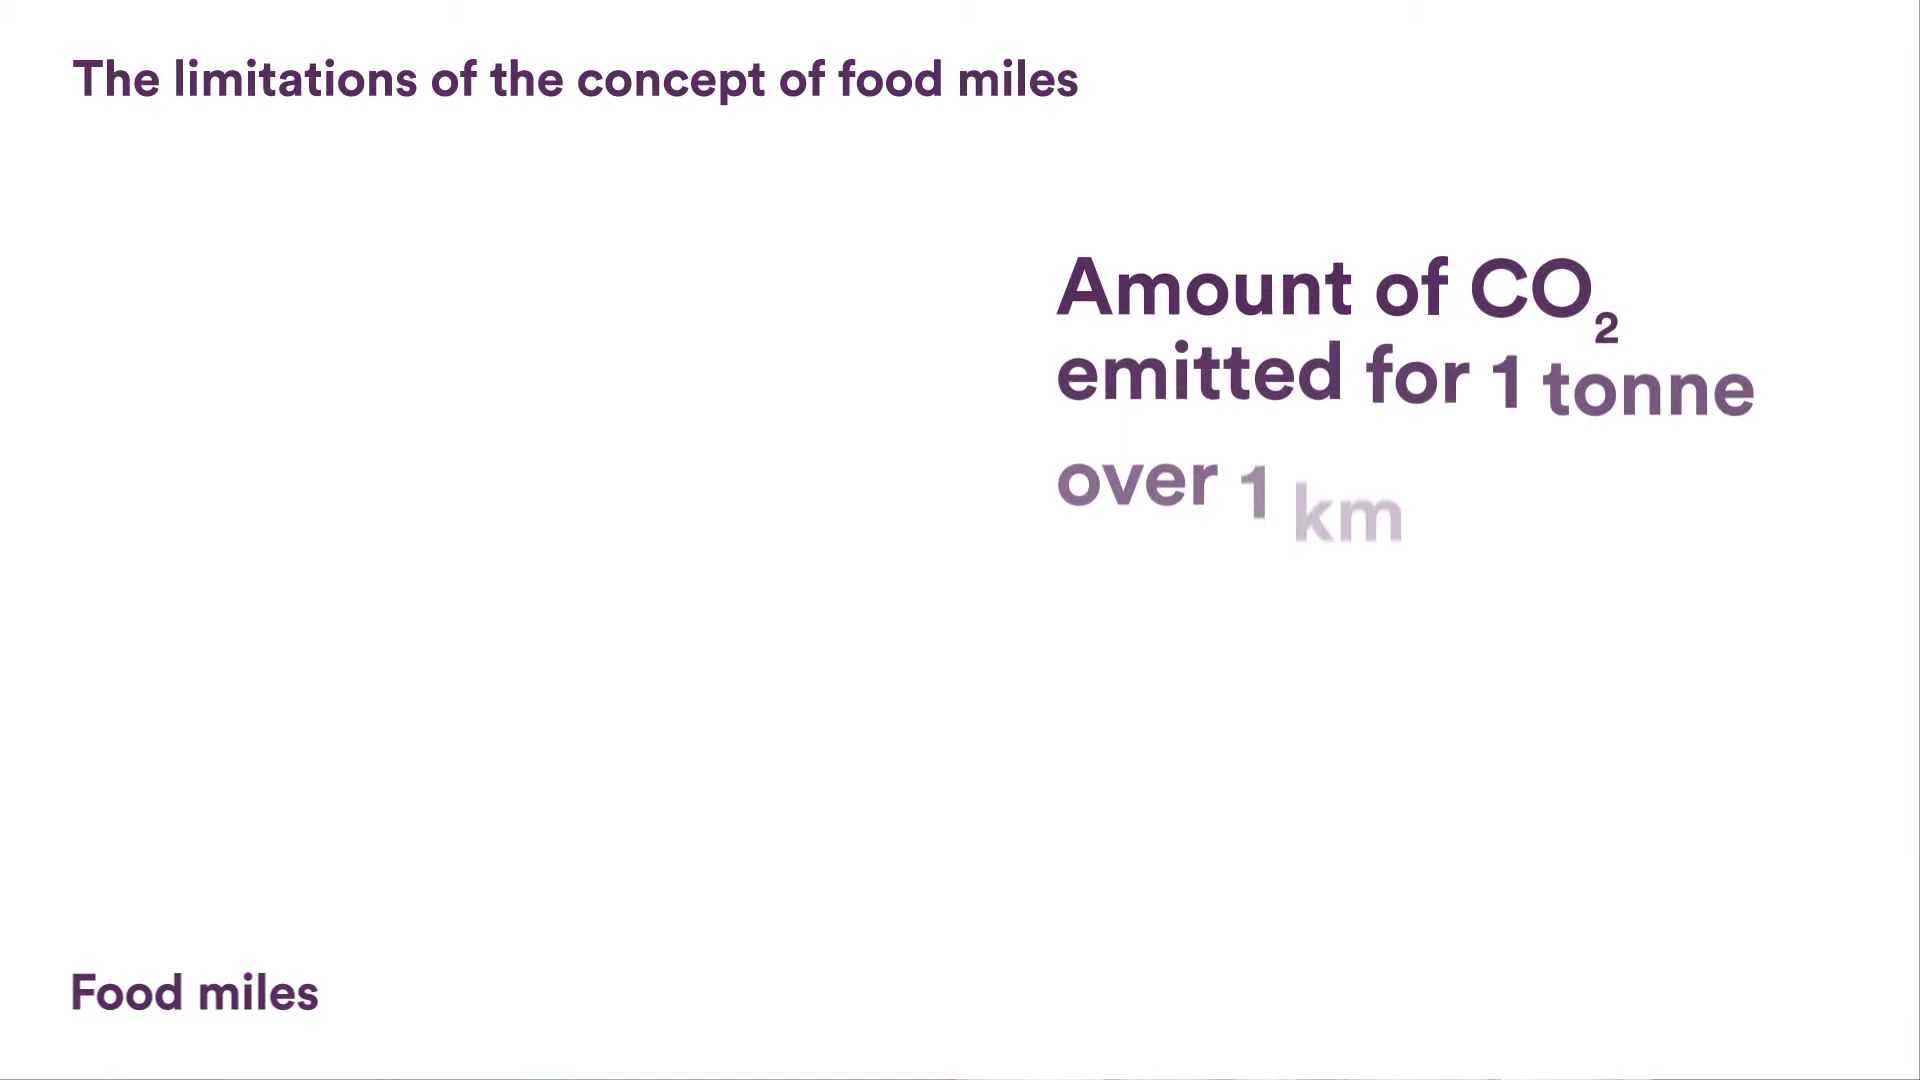 The limitations of the concept of food miles
Amount of CO₂
emitted for 1 tonne
over 1 km
Food miles